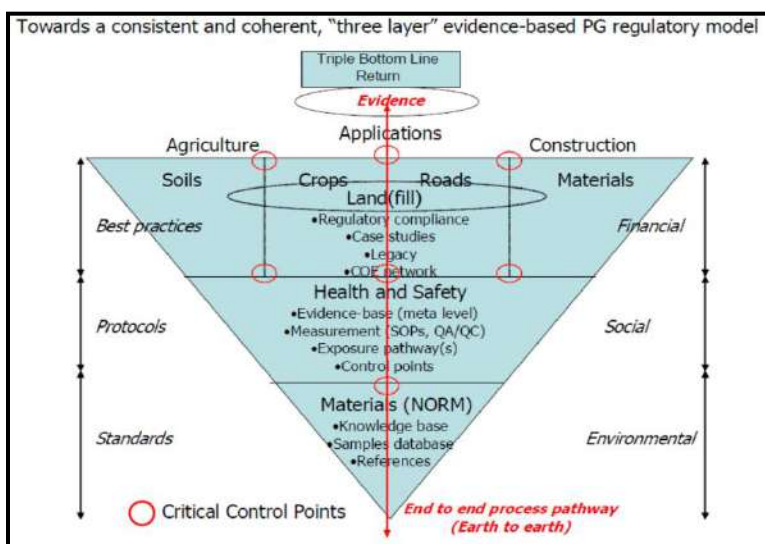 Towards a consistent and coherent, “three layer” evidence-based PG regulatory model
Triple Bottom Line
Return
Evidence
Applications
Agriculture
Construction
Soils
Crops
Roads
Materials
Land(fill)
•Regulatory compliance
•Case studies
•Legacy
•COE network
Best practices
Financial
Health and Safety
•Evidence-base (meta level)
•Measurement (SOPs, QA/QC)
•Exposure pathway(s)
•Control points
Protocols
Social
Materials (NORM)
•Knowledge base
•Samples database
•References
Standards
Environmental
Critical Control Points
End to end process pathway
(Earth to earth)